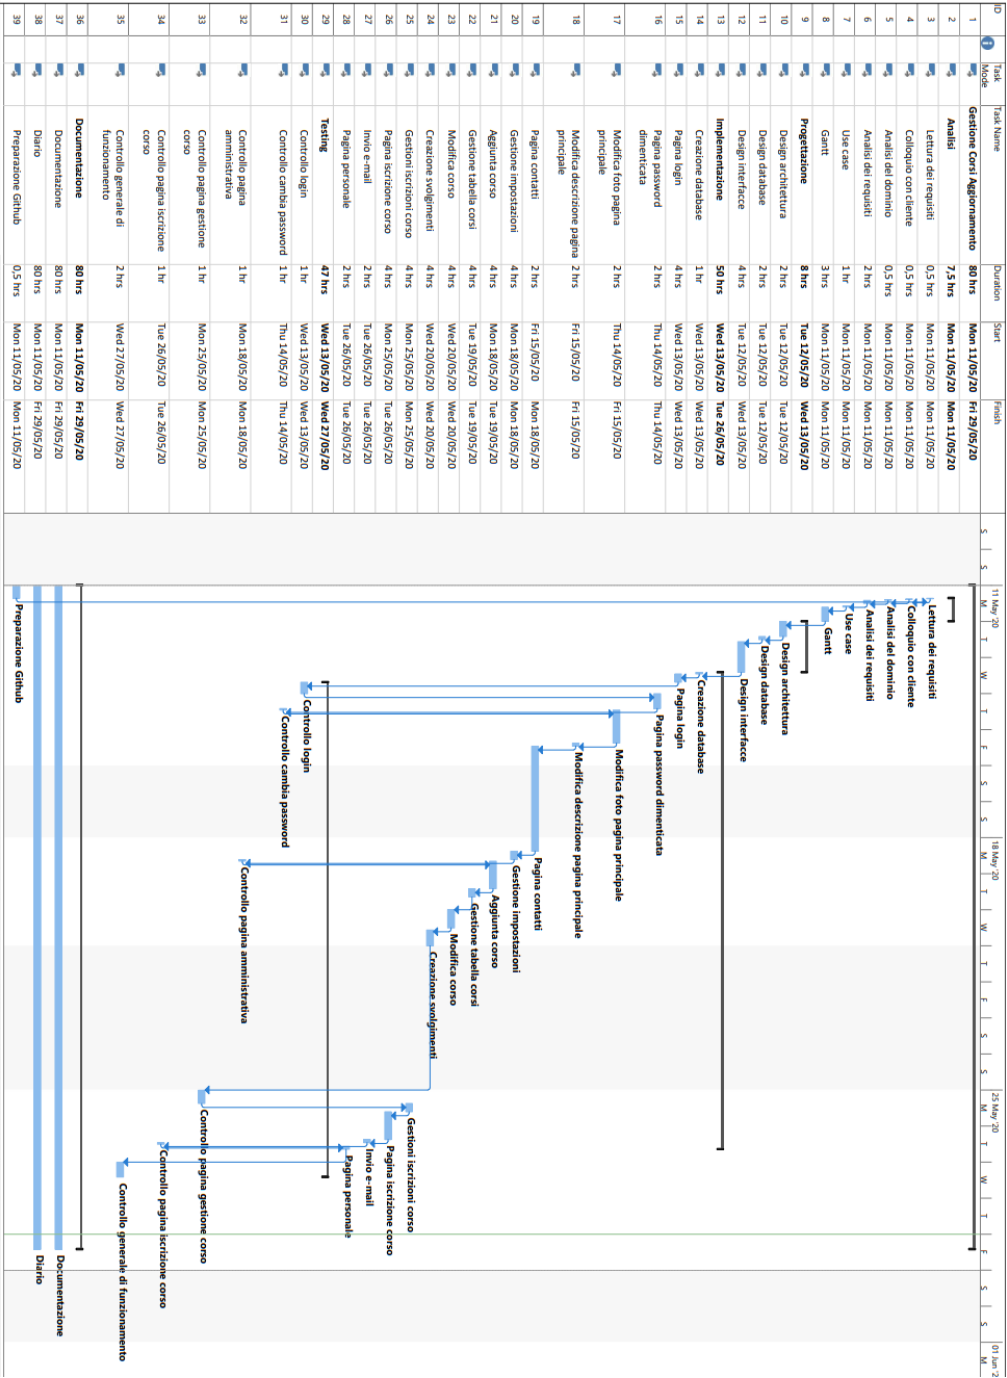 ID Task Mode Task Name Duration Start Finish
11 May '20 18 May '20 25 May '20 01 Jun '2
S S M T W T F S S M T W T F S S M T W T F S S M
1 Gestione Corsi Aggiornamento 80 hrs Mon 11/05/20 Fri 29/05/20
2 Analisi 7,5 hrs Mon 11/05/20 Mon 11/05/20
3 Lettura dei requisiti 0,5 hrs Mon 11/05/20 Mon 11/05/20 Lettura dei requisiti
4 Colloquio con cliente 0,5 hrs Mon 11/05/20 Mon 11/05/20 Colloquio con cliente
5 Analisi del dominio 0,5 hrs Mon 11/05/20 Mon 11/05/20 Analisi del dominio
6 Analisi dei requisiti 2 hrs Mon 11/05/20 Mon 11/05/20 Analisi dei requisiti
7 Use case 1 hr Mon 11/05/20 Mon 11/05/20 Use case
8 Gantt 3 hrs Mon 11/05/20 Mon 11/05/20 Gantt
9 Progettazione 8 hrs Tue 12/05/20 Wed 13/05/20
10 Design architettura 2 hrs Tue 12/05/20 Tue 12/05/20 Design architettura
11 Design database 2 hrs Tue 12/05/20 Tue 12/05/20 Design database
12 Design interfacce 4 hrs Tue 12/05/20 Wed 13/05/20 Design interfacce
13 Implementazione 50 hrs Wed 13/05/20 Tue 26/05/20
14 Creazione database 1 hr Wed 13/05/20 Wed 13/05/20 Creazione database
15 Pagina login 4 hrs Wed 13/05/20 Wed 13/05/20 Pagina login
16 Pagina password dimenticata 2 hrs Thu 14/05/20 Thu 14/05/20 Pagina password dimenticata
17 Modifica foto pagina principale 2 hrs Thu 14/05/20 Fri 15/05/20 Modifica foto pagina principale
18 Modifica descrizione pagina principale 2 hrs Fri 15/05/20 Fri 15/05/20 Modifica descrizione pagina principale
19 Pagina contatti 2 hrs Fri 15/05/20 Mon 18/05/20 Pagina contatti
20 Gestione impostazioni 4 hrs Mon 18/05/20 Mon 18/05/20 Gestione impostazioni
21 Aggiunta corso 4 hrs Mon 18/05/20 Tue 19/05/20 Aggiunta corso
22 Gestione tabella corsi 4 hrs Tue 19/05/20 Tue 19/05/20 Gestione tabella corsi
23 Modifica corso 4 hrs Wed 20/05/20 Wed 20/05/20 Modifica corso
24 Creazione svolgimenti 4 hrs Wed 20/05/20 Wed 20/05/20 Creazione svolgimenti
25 Gestioni iscrizioni corso 4 hrs Mon 25/05/20 Mon 25/05/20 Gestioni iscrizioni corso
26 Pagina iscrizione corso 4 hrs Mon 25/05/20 Tue 26/05/20 Pagina iscrizione corso
27 Invio e-mail 2 hrs Tue 26/05/20 Tue 26/05/20 Invio e-mail
28 Pagina personale 2 hrs Tue 26/05/20 Tue 26/05/20 Pagina personale
29 Testing 47 hrs Wed 13/05/20 Wed 27/05/20
30 Controllo login 1 hr Wed 13/05/20 Wed 13/05/20 Controllo login
31 Controllo cambia password 1 hr Thu 14/05/20 Thu 14/05/20 Controllo cambia password
32 Controllo pagina amministrativa 1 hr Mon 18/05/20 Mon 18/05/20 Controllo pagina amministrativa
33 Controllo pagina gestione corso 1 hr Mon 25/05/20 Mon 25/05/20 Controllo pagina gestione corso
34 Controllo pagina iscrizione corso 1 hr Tue 26/05/20 Tue 26/05/20 Controllo pagina iscrizione corso
35 Controllo generale di funzionamento 2 hrs Wed 27/05/20 Wed 27/05/20 Controllo generale di funzionamento
36 Documentazione 80 hrs Mon 11/05/20 Fri 29/05/20
37 Documentazione 80 hrs Mon 11/05/20 Fri 29/05/20 Documentazione
38 Diario 80 hrs Mon 11/05/20 Fri 29/05/20 Diario
39 Preparazione Github 0,5 hrs Mon 11/05/20 Mon 11/05/20 Preparazione Github